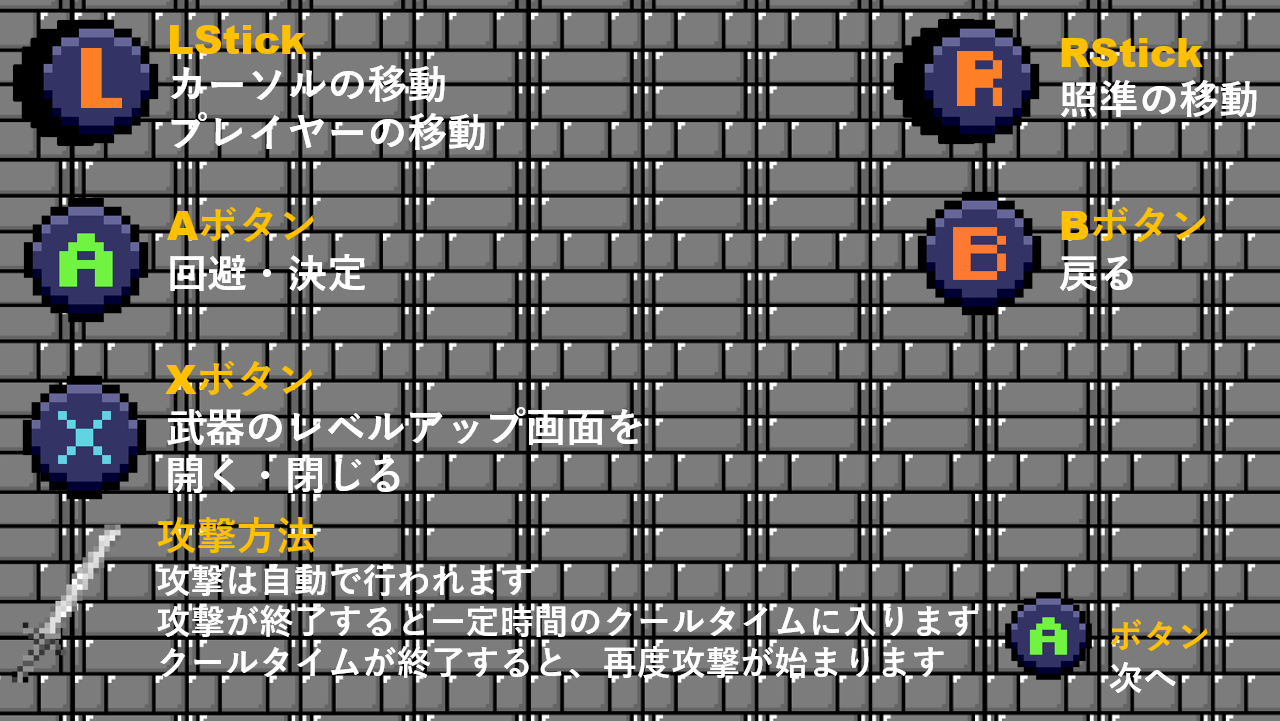 L
LStick
カーソルの移動
プレイヤーの移動
R
RStick
照準の移動
A
Aボタン
回避・決定
B
Bボタン
戻る
X
Xボタン
武器のレベルアップ画面を
開く・閉じる
攻撃方法
攻撃は自動で行われます
攻撃が終了すると一定時間のクールタイムに入ります
クールタイムが終了すると、再度攻撃が始まります
A
ボタン
次へ